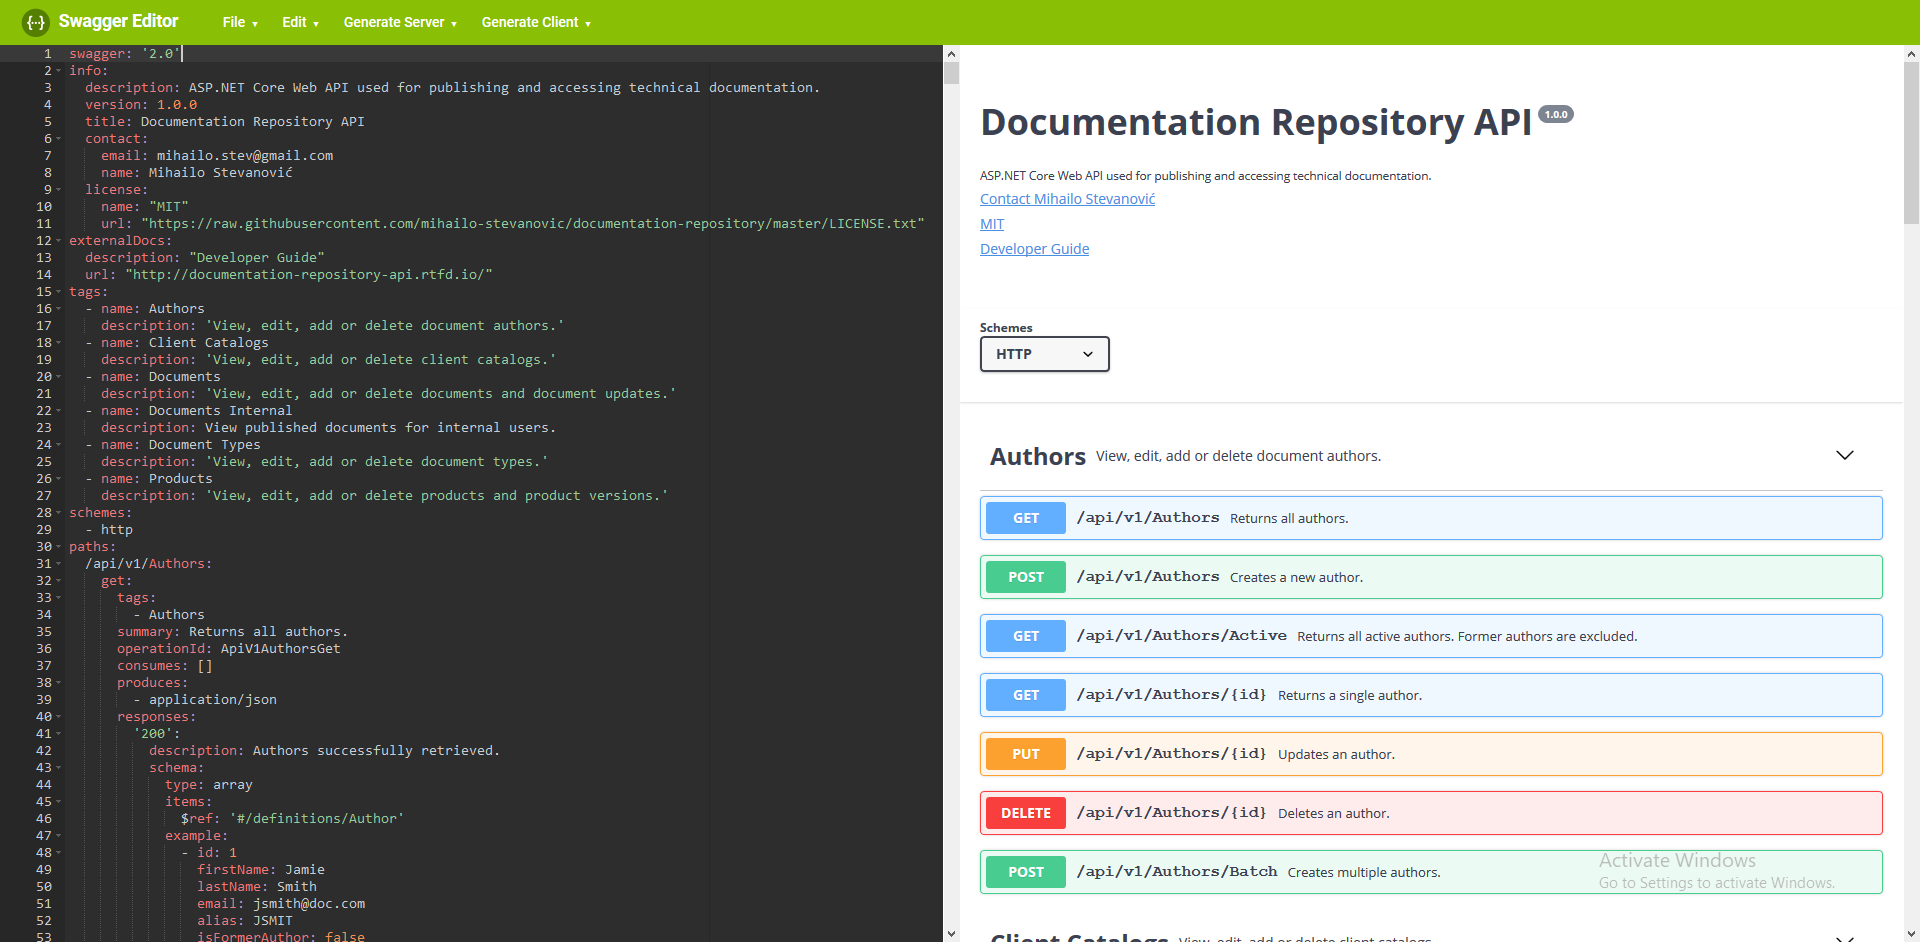 {··} Swagger Editor File Edit Generate Server Generate Client
1 swagger: '2.0'
2 info:
3 description: ASP.NET Core Web API used for publishing and accessing technical documentation.
4 version: 1.0.0
5 title: Documentation Repository API
6 contact:
7 email: mihailo.stev@gmail.com
8 name: Mihailo Stevanović
9 license:
10 name: "MIT"
11 url: "https://raw.githubusercontent.com/mihailo-stevanovic/documentation-repository/master/LICENSE.txt"
12 externalDocs:
13 description: "Developer Guide"
14 url: "http://documentation-repository-api.rtfd.io/"
15 tags:
16 - name: Authors
17 description: 'View, edit, add or delete document authors.'
18 - name: Client Catalogs
19 description: 'View, edit, add or delete client catalogs.'
20 - name: Documents
21 description: 'View, edit, add or delete documents and document updates.'
22 - name: Documents Internal
23 description: View published documents for internal users.
24 - name: Document Types
25 description: 'View, edit, add or delete document types.'
26 - name: Products
27 description: 'View, edit, add or delete products and product versions.'
28 schemes:
29 - http
30 paths:
31 /api/v1/Authors:
32 get:
33 tags:
34 - Authors
35 summary: Returns all authors.
36 operationId: ApiV1AuthorsGet
37 consumes: []
38 produces:
39 - application/json
40 responses:
41 '200':
42 description: Authors successfully retrieved.
43 schema:
44 type: array
45 items:
46 $ref: '#/definitions/Author'
47 example:
48 - id: 1
49 firstName: Jamie
50 lastName: Smith
51 email: jsmith@doc.com
52 alias: JSMIT
53 isFormerAuthor: false
Documentation Repository API 1.0.0
ASP.NET Core Web API used for publishing and accessing technical documentation.
Contact Mihailo Stevanović
MIT
Developer Guide
Schemes
HTTP
Authors View, edit, add or delete document authors.
GET /api/v1/Authors Returns all authors.
POST /api/v1/Authors Creates a new author.
GET /api/v1/Authors/Active Returns all active authors. Former authors are excluded.
GET /api/v1/Authors/{id} Returns a single author.
PUT /api/v1/Authors/{id} Updates an author.
DELETE /api/v1/Authors/{id} Deletes an author.
POST /api/v1/Authors/Batch Creates multiple authors.
Activate Windows
Go to Settings to activate Windows.
Client Catalogs View, edit, add or delete client catalogs.